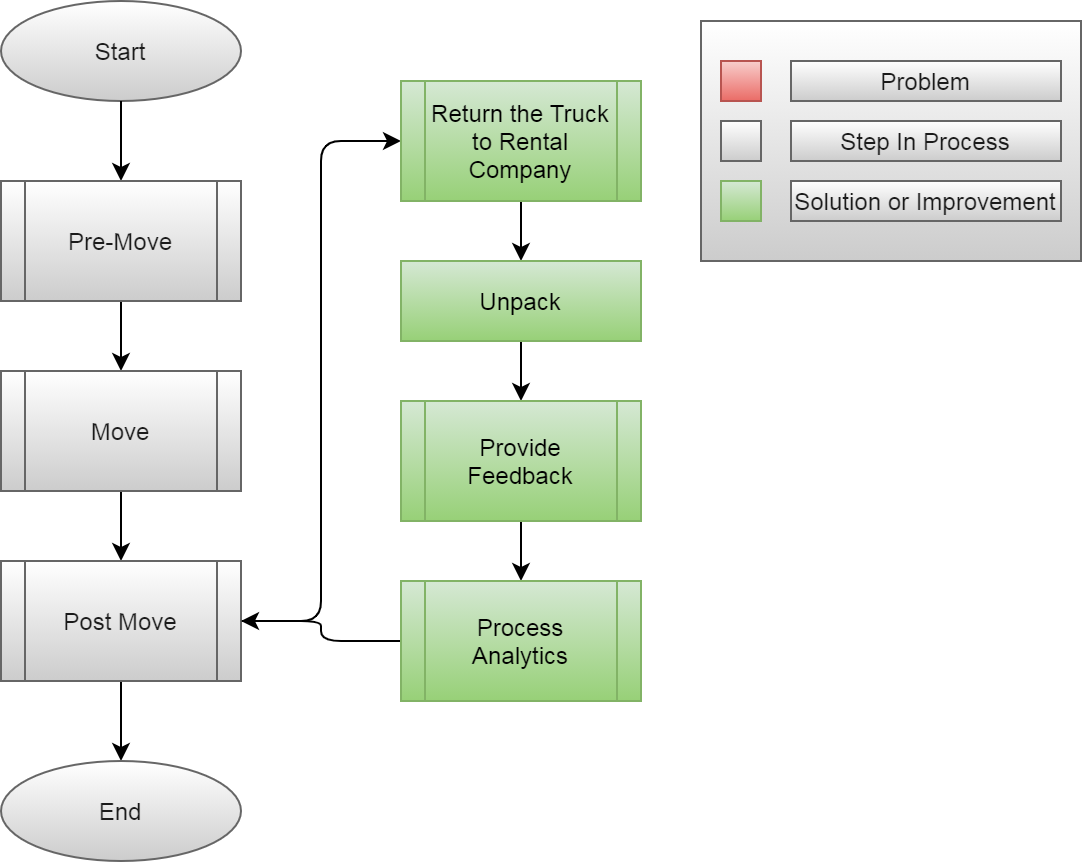 Start
Pre-Move
Move
Post Move
End
Return the Truck
to Rental
Company
Unpack
Provide
Feedback
Process
Analytics
Problem
Step In Process
Solution or Improvement